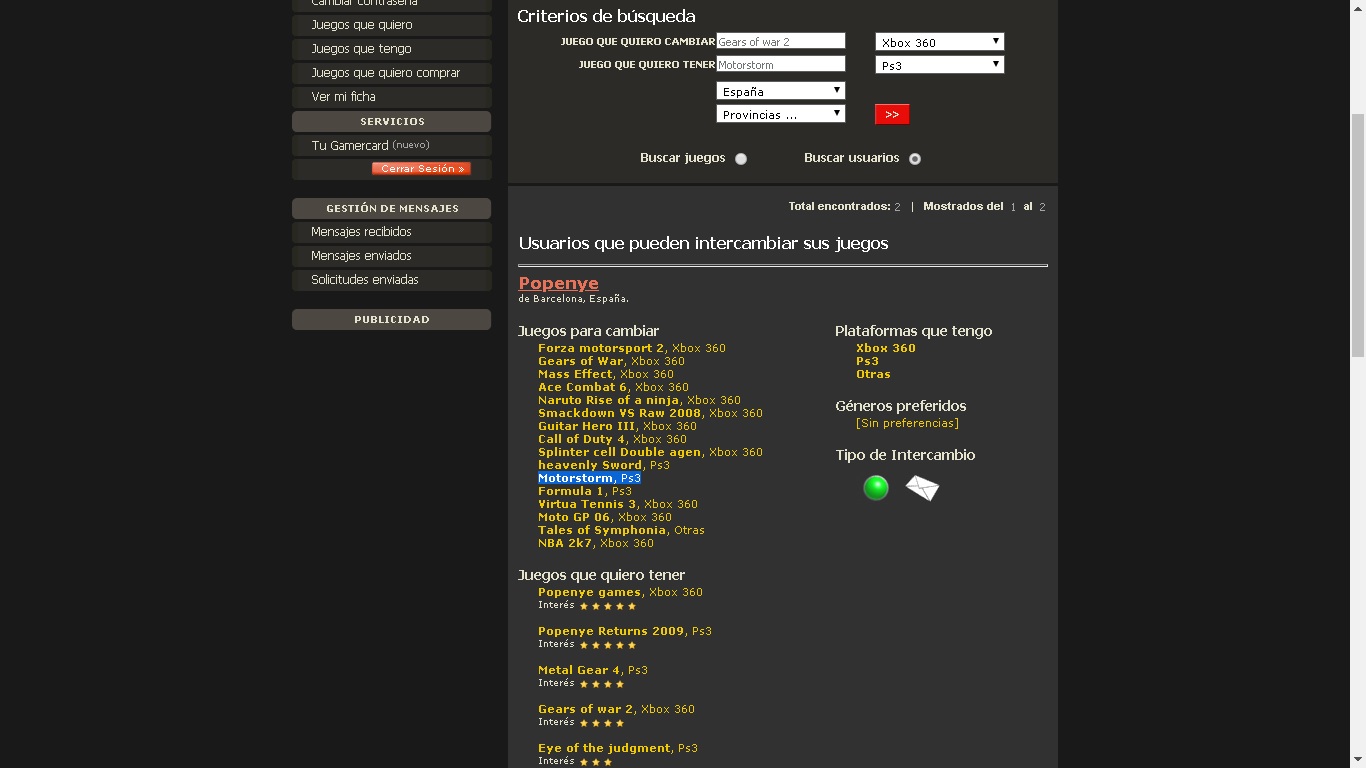 Cambiar contraseña
Juegos que quiero
Juegos que tengo
Juegos que quiero comprar
Ver mi ficha
SERVICIOS
Tu Gamercard (nuevo)
Cerrar Sesión »
GESTIÓN DE MENSAJES
Mensajes recibidos
Mensajes enviados
Solicitudes enviadas
PUBLICIDAD
Criterios de búsqueda
JUEGO QUE QUIERO CAMBIAR Gears of war 2 Xbox 360
JUEGO QUE QUIERO TENER Motorstorm Ps3
España
Provincias ... >>
Buscar juegos Buscar usuarios
Total encontrados: 2 | Mostrados del 1 al 2
Usuarios que pueden intercambiar sus juegos
Popenye
de Barcelona, España.
Juegos para cambiar
Forza motorsport 2, Xbox 360
Gears of War, Xbox 360
Mass Effect, Xbox 360
Ace Combat 6, Xbox 360
Naruto Rise of a ninja, Xbox 360
Smackdown VS Raw 2008, Xbox 360
Guitar Hero III, Xbox 360
Call of Duty 4, Xbox 360
Splinter cell Double agen, Xbox 360
heavenly Sword, Ps3
Motorstorm, Ps3
Formula 1, Ps3
Virtua Tennis 3, Xbox 360
Moto GP 06, Xbox 360
Tales of Symphonia, Otras
NBA 2k7, Xbox 360
Plataformas que tengo
Xbox 360
Ps3
Otras
Géneros preferidos
[Sin preferencias]
Tipo de Intercambio
Juegos que quiero tener
Popenye games, Xbox 360
Interés
Popenye Returns 2009, Ps3
Interés
Metal Gear 4, Ps3
Interés
Gears of war 2, Xbox 360
Interés
Eye of the judgment, Ps3
Interés